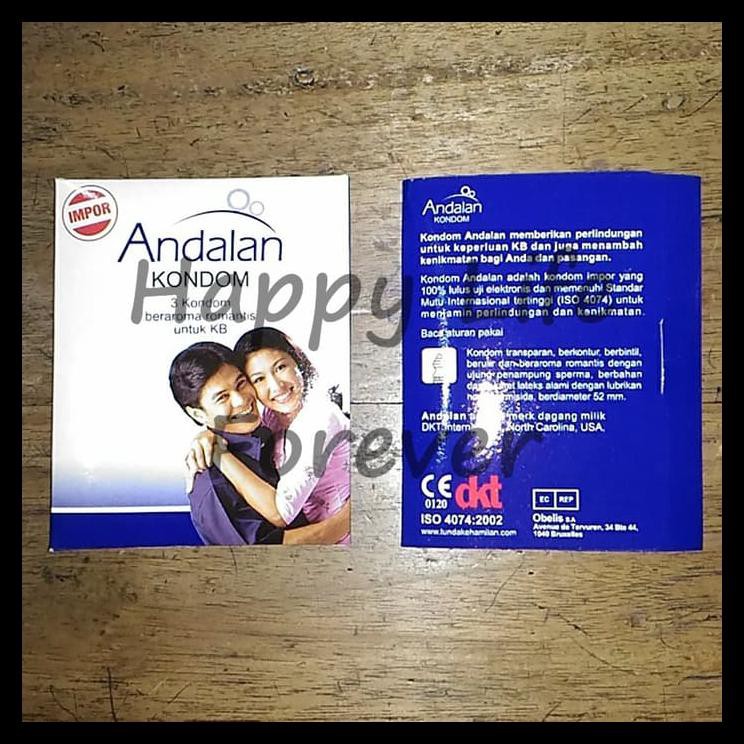 IMPOR
Andalan
KONDOM
3 Kondom
beraroma romantis
untuk KB
Happy Life
Forever
Andalan
KONDOM
Kondom Andalan memberikan perlindungan
untuk keperluan KB dan juga menambah
kenikmatan bagi Anda dan pasangan.
Kondom Andalan adalah kondom impor yang
100% lulus uji elektronis dan memenuhi Standar
Mutu Internasional tertinggi (ISO 4074) untuk
menjamin perlindungan dan kenikmatan.
Baca aturan pakai
Kondom transparan, berkontur, berbintil,
berulir dan beraroma romantis dengan
ujung penampung sperma, berbahan
karet lateks alami dengan lubrikan
berdiameter 52 mm.
Andalan merk dagang milik
DKT North Carolina, USA.
CE
0120
dkt
EC REP
ISO 4074:2002
www.tundakehamilan.com
Obelis s.a
Avenue de Tervuren, 34 Bte 44,
1040 Bruxelles